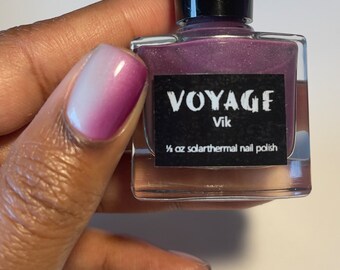 VOYAGE
Vik
½ oz solarthermal nail polish